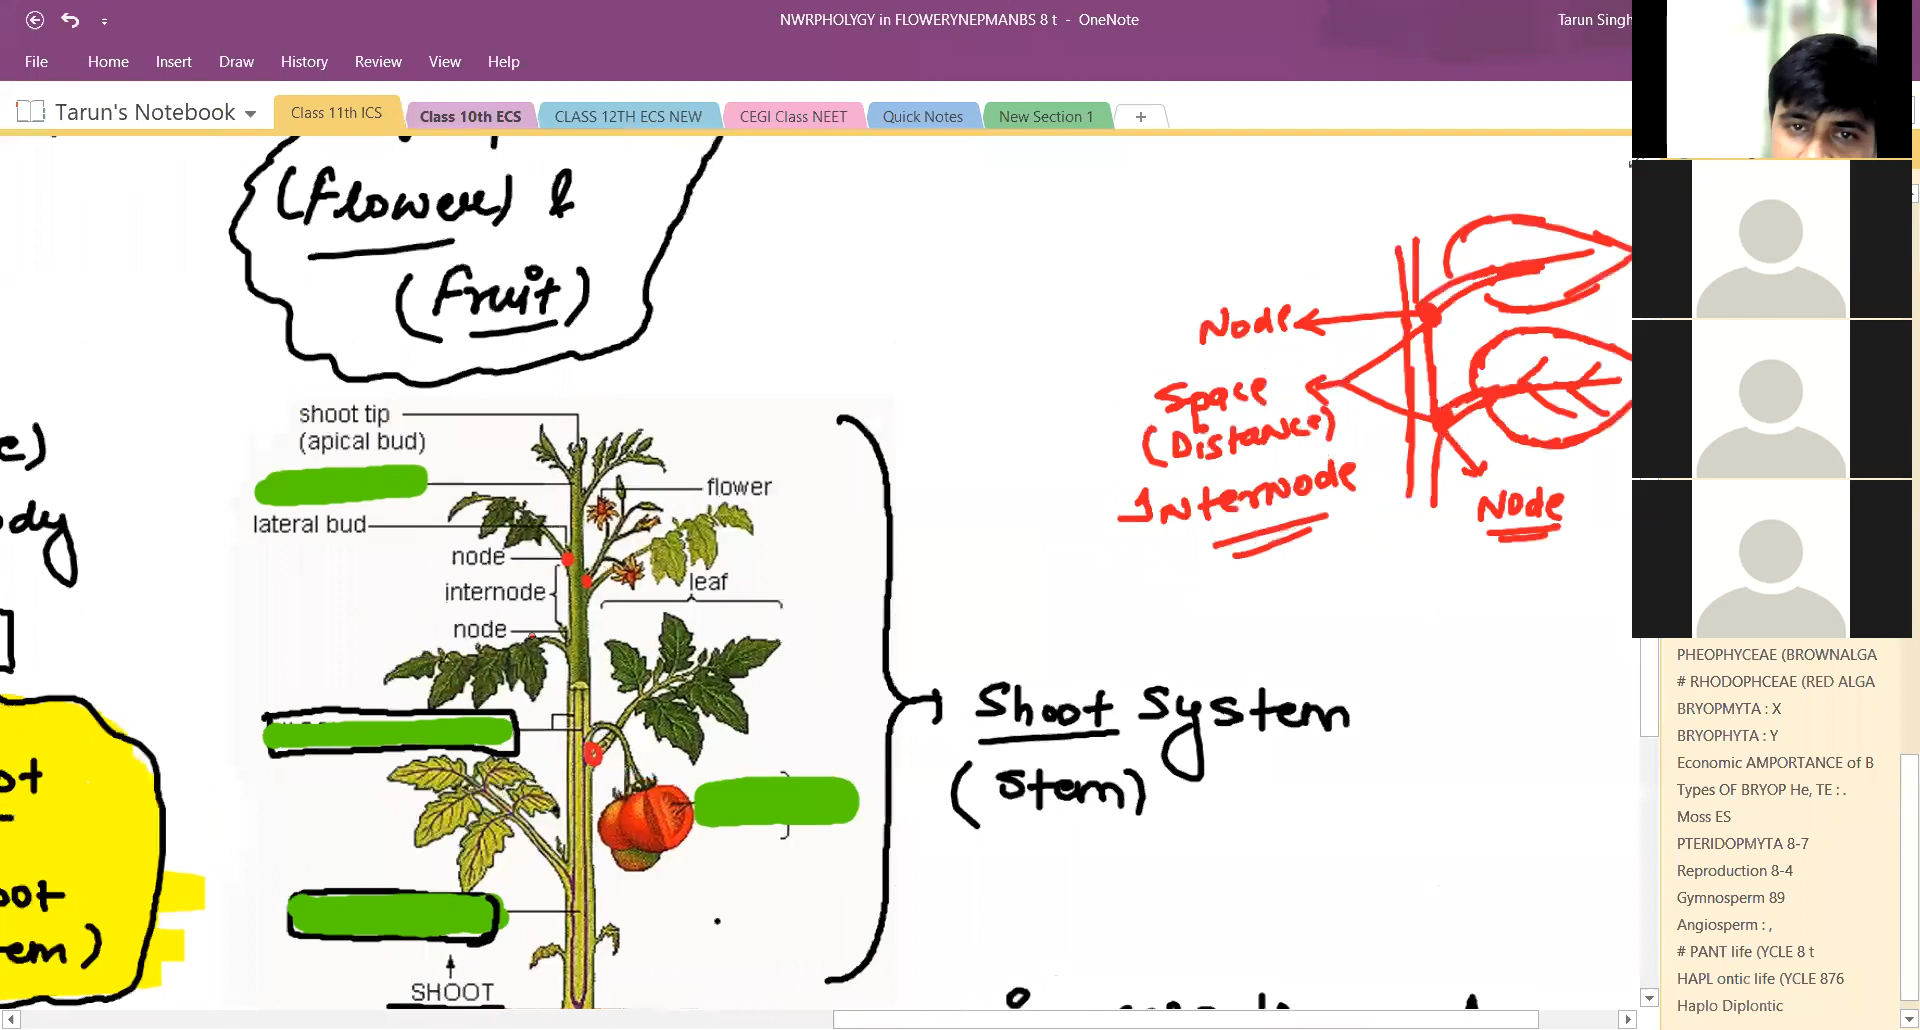 NWRPHOLYGY in FLOWERYNEPMANBS 8 t - OneNote
Tarun Singh
File Home Insert Draw History Review View Help
Tarun's Notebook
Class 11th ICS
Class 10th ECS
CLASS 12TH ECS NEW
CEGI Class NEET
Quick Notes
New Section 1
(Flower) &
(Fruit)
shoot tip
(apical bud)
lateral bud
node
internode
node
flower
leaf
SHOOT
Node
Space
(Distance)
InterNode
Node
Shoot System
(Stem)
PHEOPHYCEAE (BROWNALGA
# RHODOPHCEAE (RED ALGA
BRYOPMYTA : X
BRYOPHYTA : Y
Economic AMPORTANCE of B
Types OF BRYOP He, TE : .
Moss ES
PTERIDOPMYTA 8-7
Reproduction 8-4
Gymnosperm 89
Angiosperm : ,
# PANT life (YCLE 8 t
HAPL ontic life (YCLE 876
Haplo Diplontic